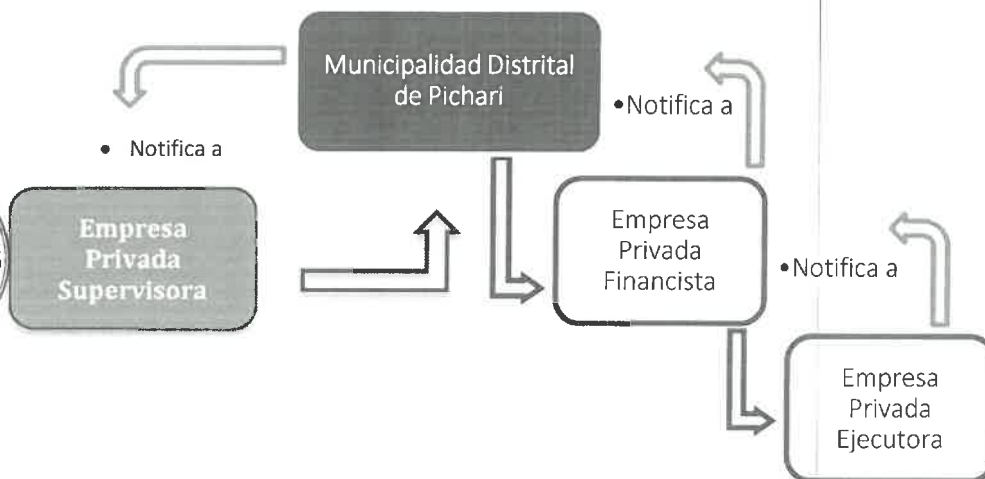 Municipalidad Distrital
de Pichari
•Notifica a
• Notifica a
Empresa
Privada
Supervisora
Empresa
Privada
Financista
•Notifica a
Empresa
Privada
Ejecutora